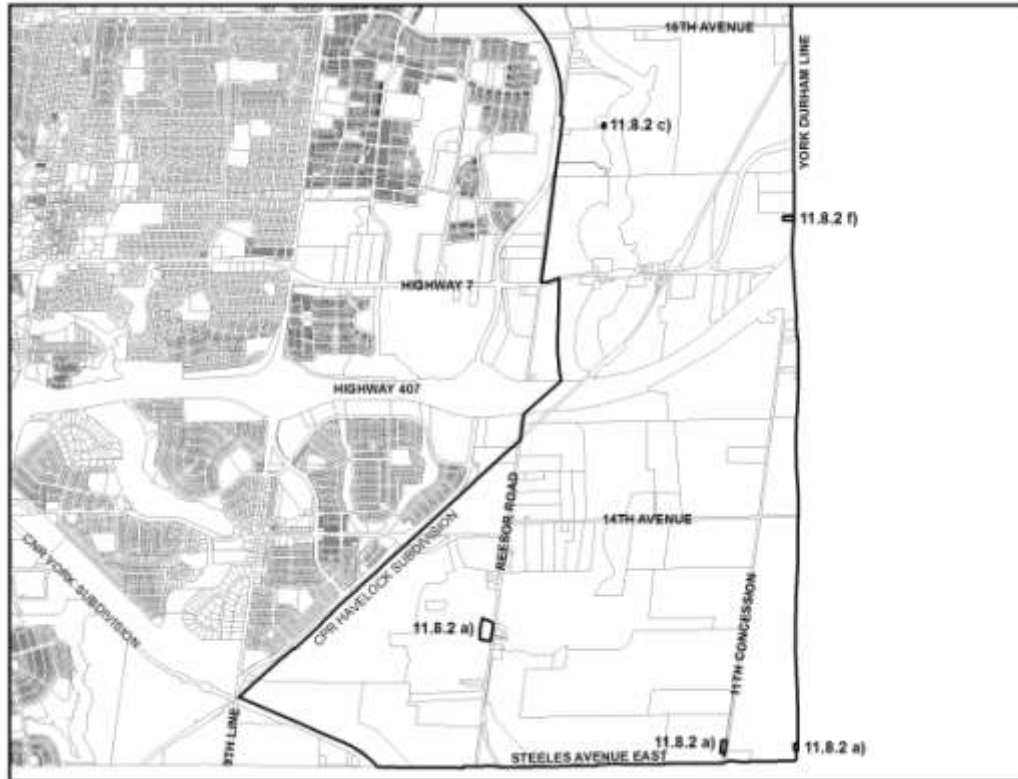 16TH AVENUE
YORK DURHAM LINE
11.8.2 c)
11.8.2 f)
HIGHWAY 7
HIGHWAY 407
REESOR ROAD
14TH AVENUE
CNR YORK SUBDIVISION
CPR HAVELOCK SUBDIVISION
11TH CONCESSION
11.8.2 a)
9TH LINE
11.8.2 a)
11.8.2 a)
STEELES AVENUE EAST